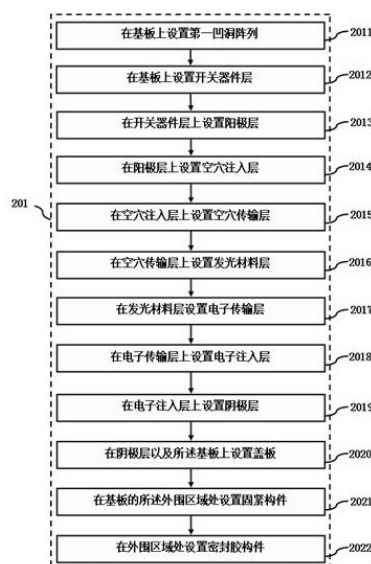 在基板上设置第一凹洞阵列 2011
在基板上设置开关器件层 2012
在开关器件层上设置阳极层 2013
在阳极层上设置空穴注入层 2014
201
在空穴注入层上设置空穴传输层 2015
在空穴传输层上设置发光材料层 2016
在发光材料层设置电子传输层 2017
在电子传输层上设置电子注入层 2018
在电子注入层上设置阴极层 2019
在阴极层以及所述基板上设置盖板 2020
在基板的所述外围区域处设置固紧构件 2021
在外围区域处设置密封胶构件 2022